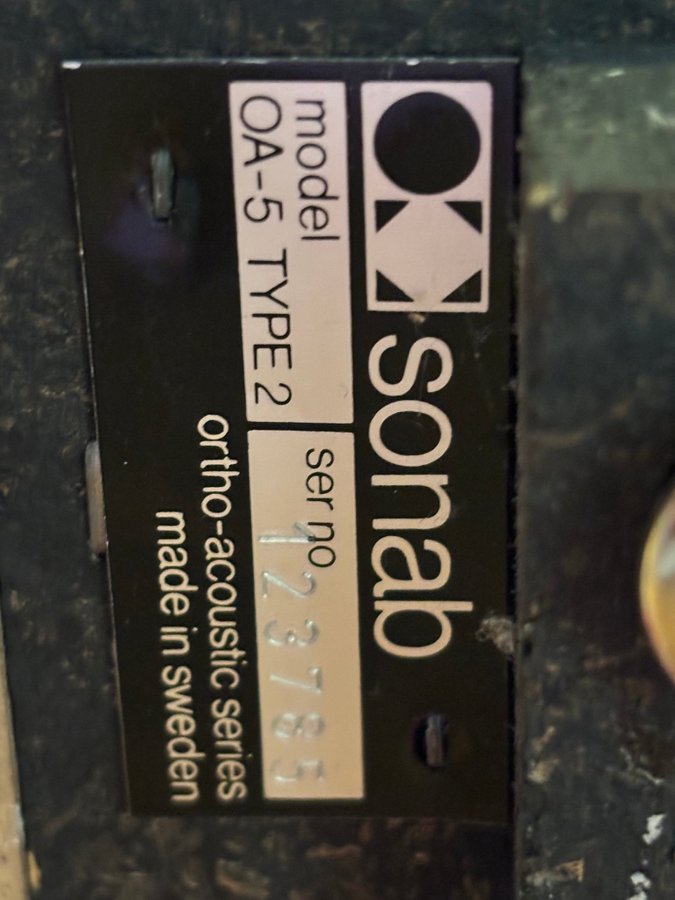 sonab
model
OA-5 TYPE 2
ser no
123785
ortho-acoustic series
made in sweden